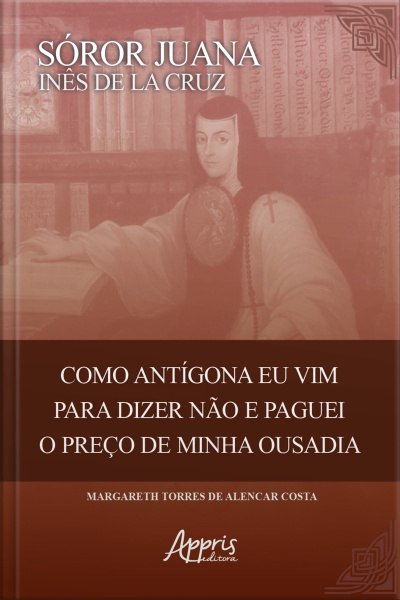 SÓROR JUANA
INÊS DE LA CRUZ
COMO ANTÍGONA EU VIM
PARA DIZER NÃO E PAGUEI
O PREÇO DE MINHA OUSADIA
MARGARETH TORRES DE ALENCAR COSTA
Appris
editora